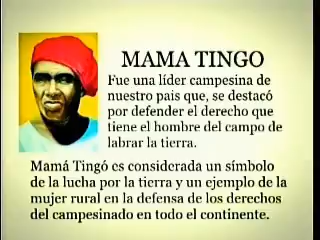 MAMA TINGO
Fue una líder campesina de
nuestro pais que, se destacó
por defender el derecho que
tiene el hombre del campo de
labrar la tierra.
Mamá Tingó es considerada un símbolo
de la lucha por la tierra y un ejemplo de la
mujer rural en la defensa de los derechos
del campesinado en todo el continente.